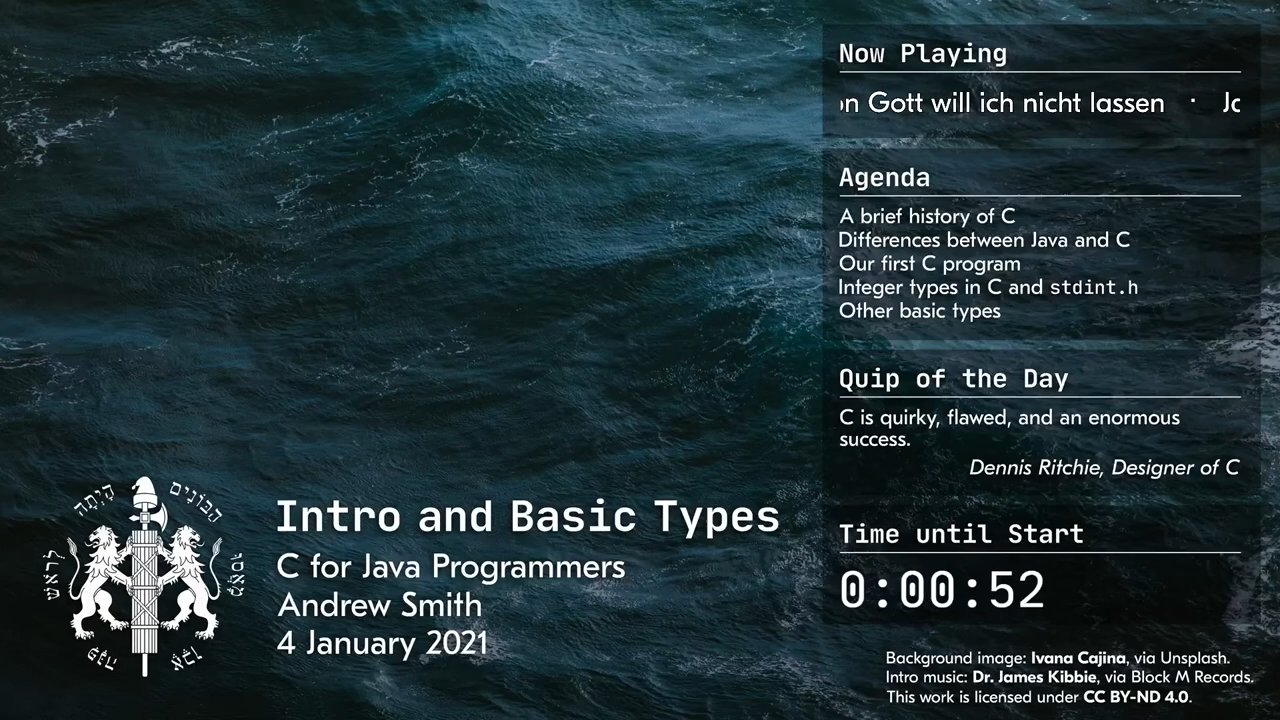 Now Playing
on Gott will ich nicht lassen · Jo
Agenda
A brief history of C
Differences between Java and C
Our first C program
Integer types in C and stdint.h
Other basic types
Quip of the Day
C is quirky, flawed, and an enormous
success.
Dennis Ritchie, Designer of C
Time until Start
0:00:52
הָיְתָה
הַבּוֹנִים
לְרֹאשׁ
Intro and Basic Types
C for Java Programmers
Andrew Smith
4 January 2021
Background image: Ivana Cajina, via Unsplash.
Intro music: Dr. James Kibbie, via Block M Records.
This work is licensed under CC BY-ND 4.0.